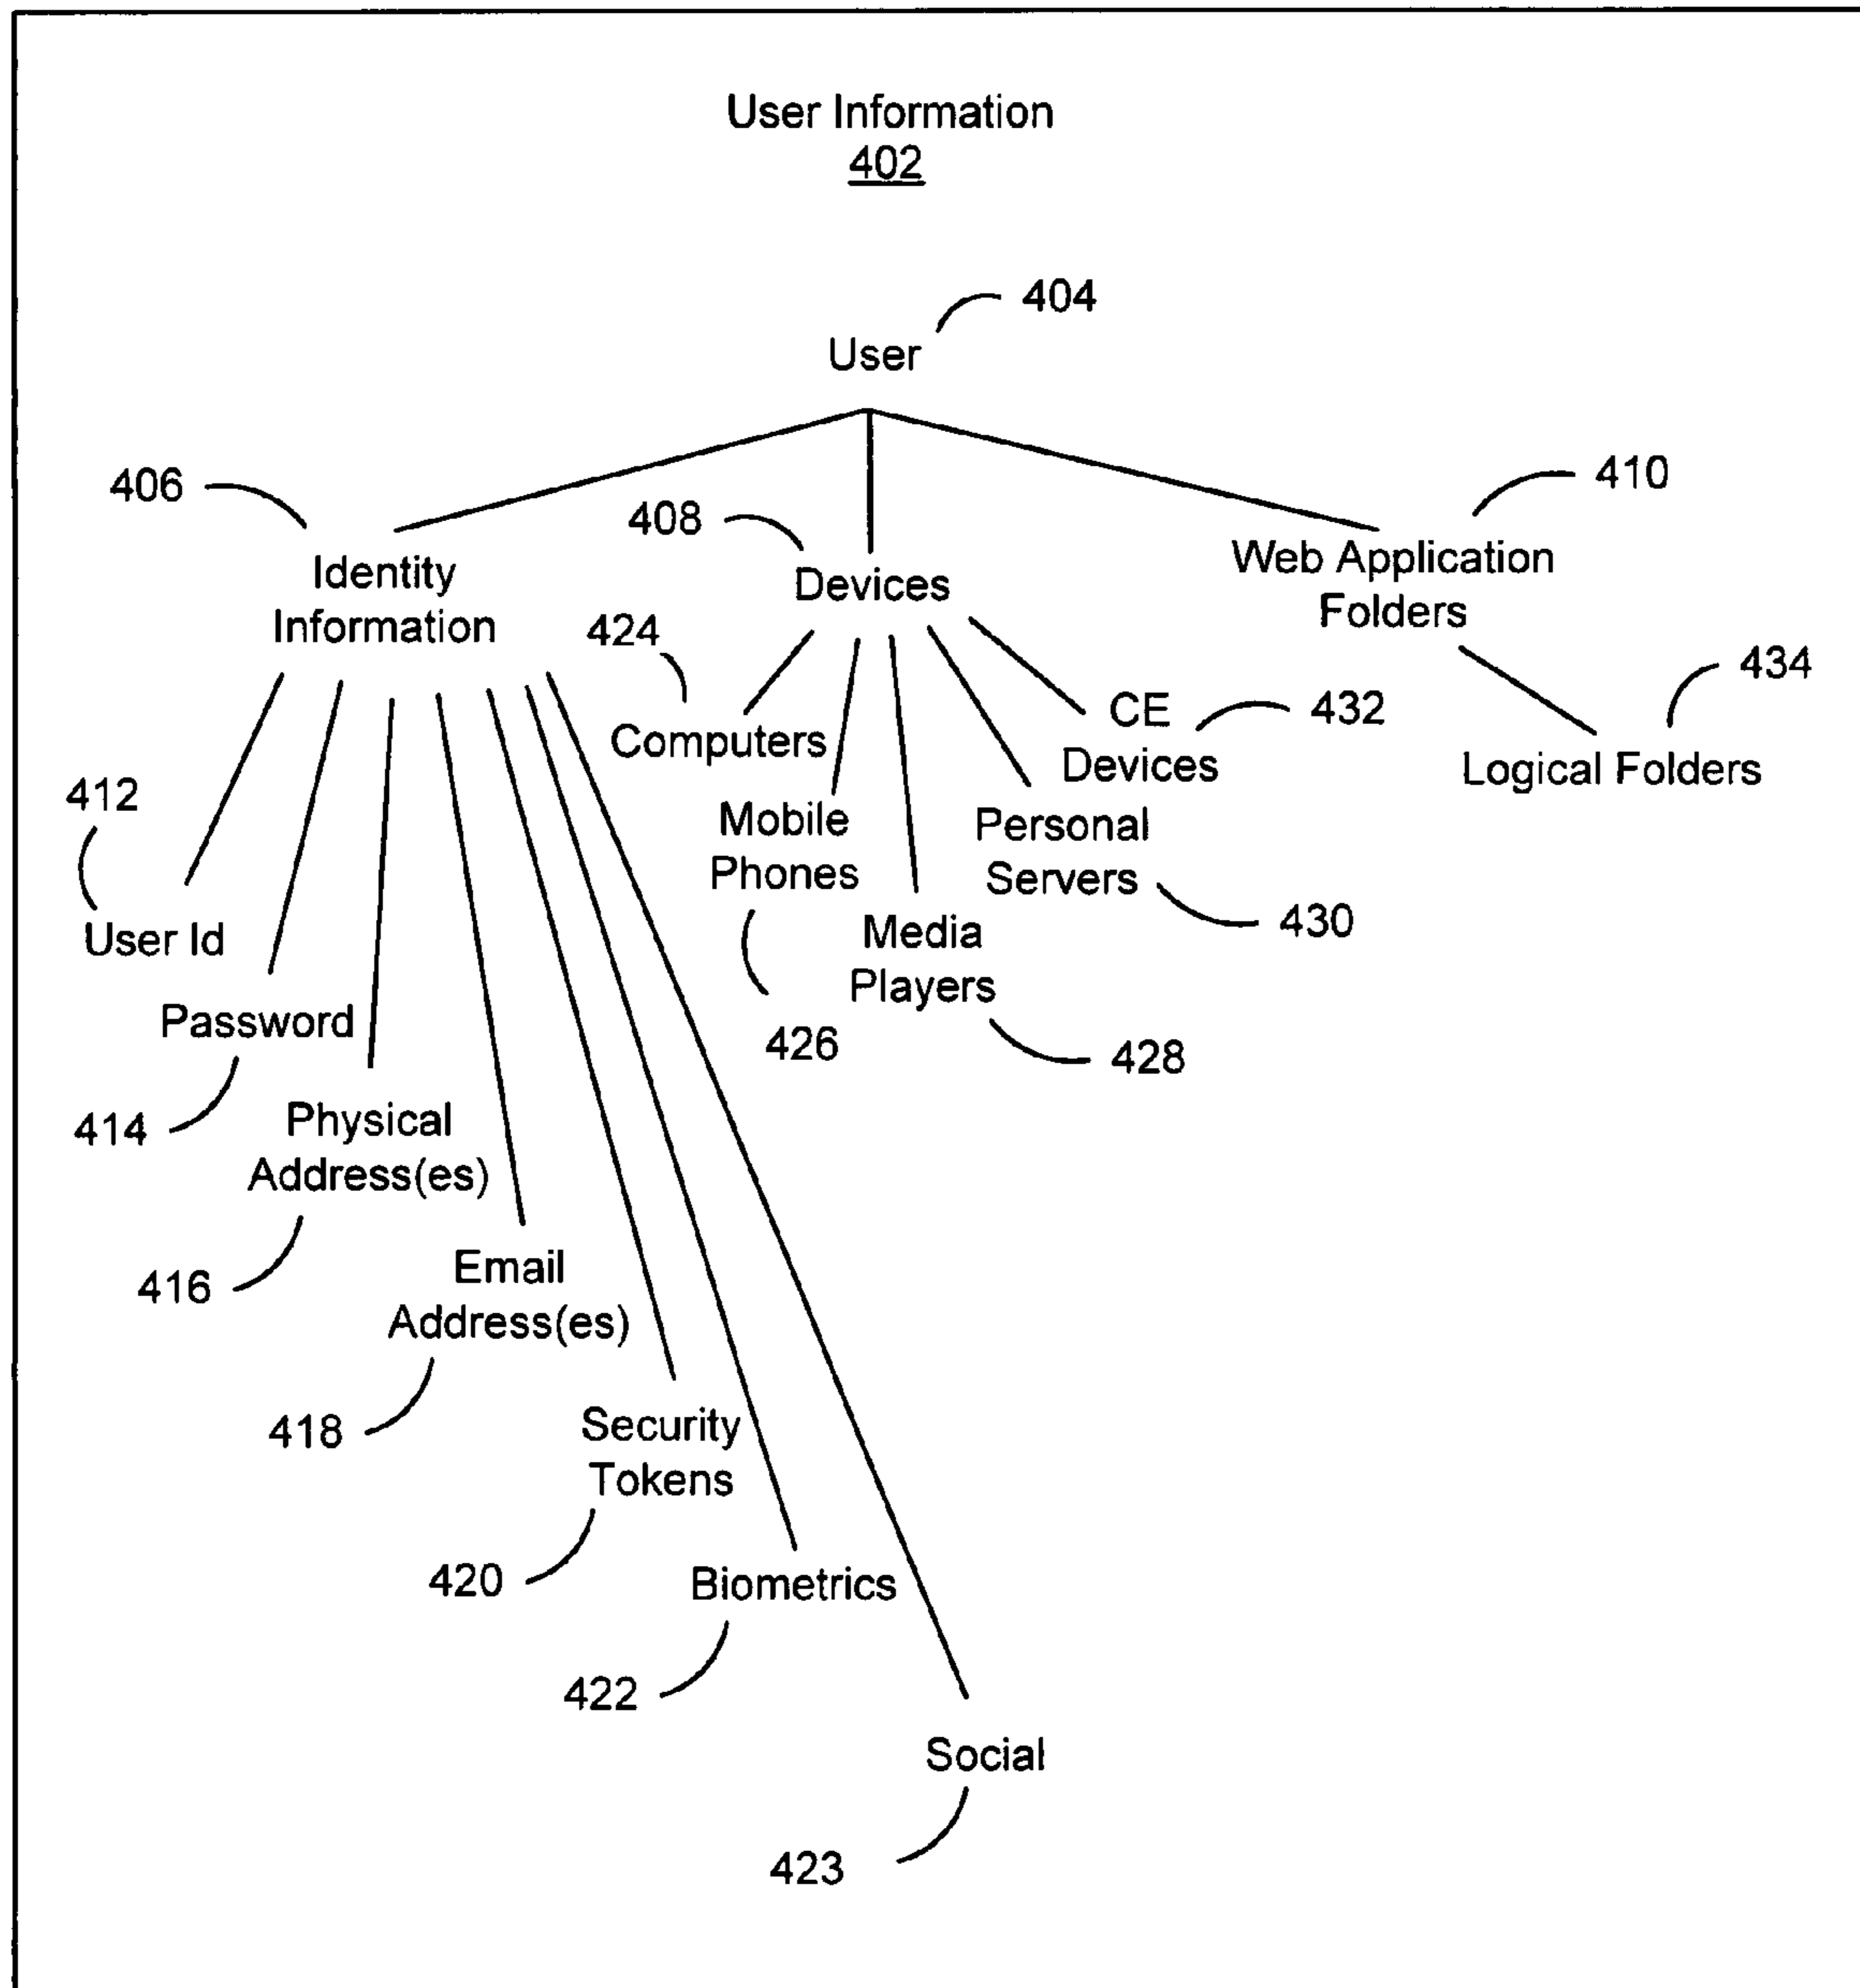 User Information
402
404
User
406
408
410
Identity
Information
Devices
Web Application
Folders
424
Computers
CE
Devices
432
434
Logical Folders
412
User Id
Mobile
Phones
Personal
Servers
430
Media
Players
426
428
Password
414
Physical
Address(es)
416
Email
Address(es)
418
Security
Tokens
420
Biometrics
422
Social
423